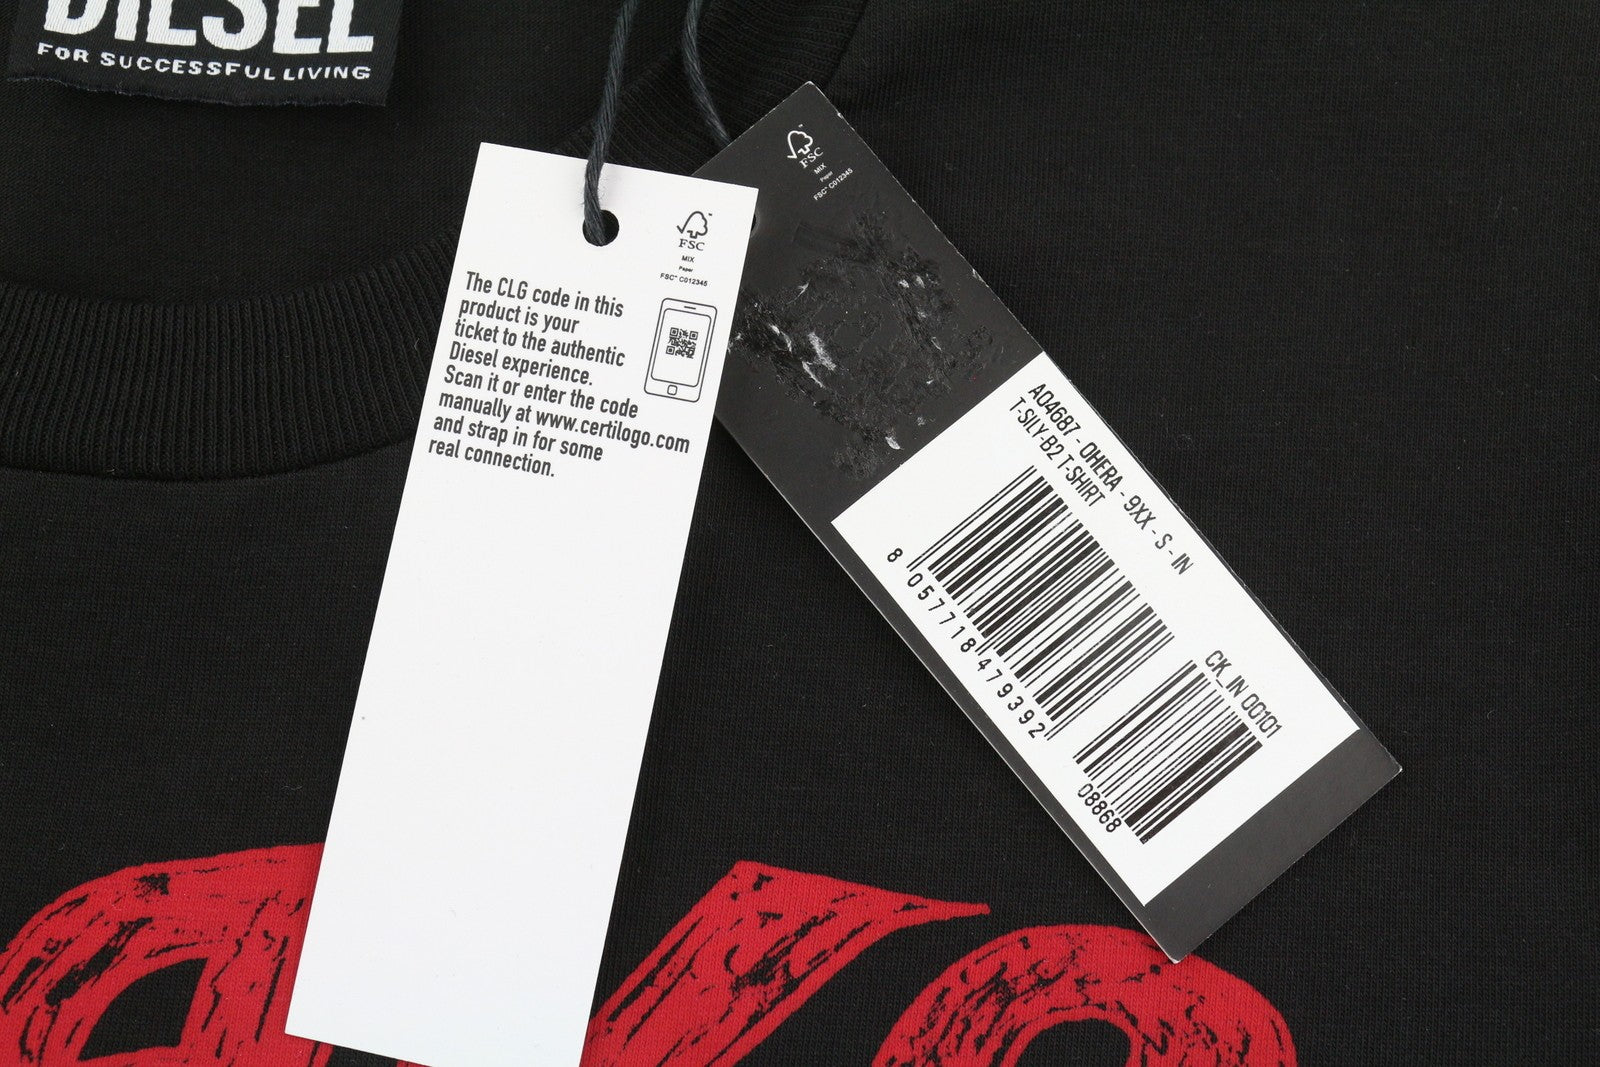 DIESEL
FOR SUCCESSFUL LIVING
FSC
MIX
Paper
FSC™ C012345
The CLG code in this
product is your
ticket to the authentic
Diesel experience.
Scan it or enter the code
manually at www.certilogo.com
and strap in for some
real connection.
FSC
MIX
Paper
FSC™ C012345
A04687 - 0HERA - 9XX - S - IN
T-SILY-B2 T-SHIRT
8 057718 479392
CK_IN 00101
08868